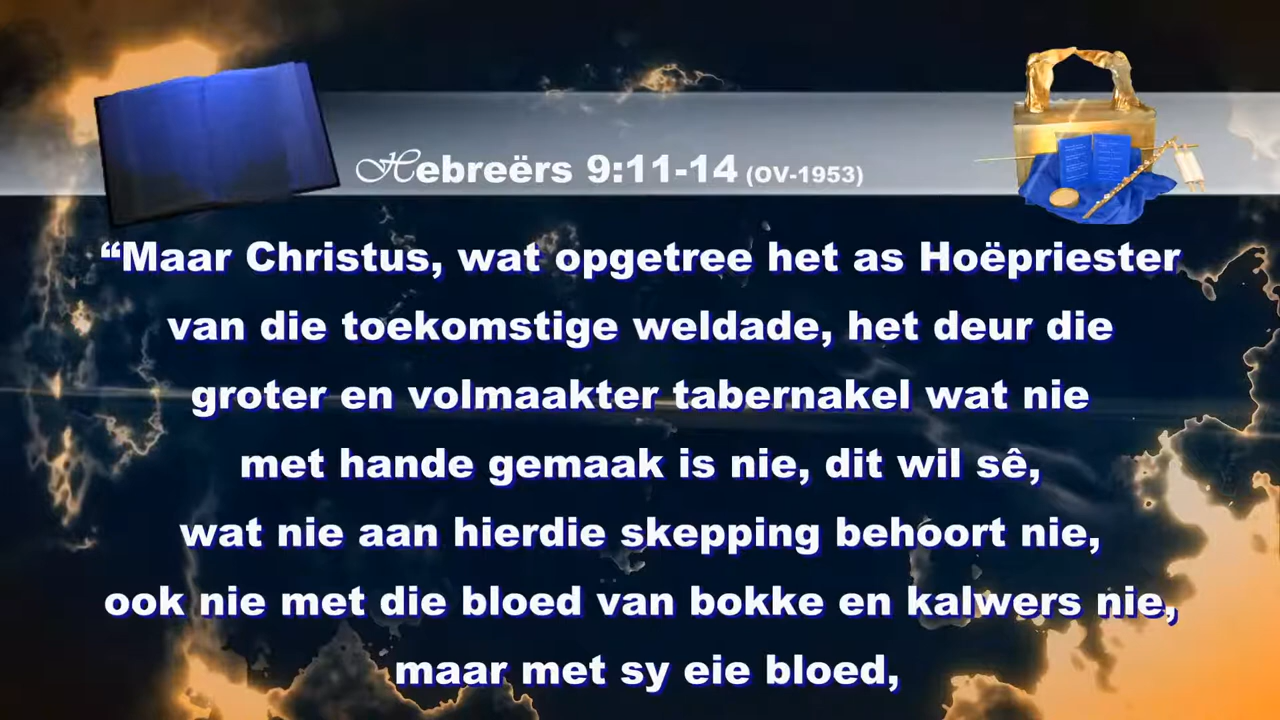 Hebreërs 9:11-14 (OV-1953)
“Maar Christus, wat opgetree het as Hoëpriester
van die toekomstige weldade, het deur die
groter en volmaakter tabernakel wat nie
met hande gemaak is nie, dit wil sê,
wat nie aan hierdie skepping behoort nie,
ook nie met die bloed van bokke en kalwers nie,
maar met sy eie bloed,